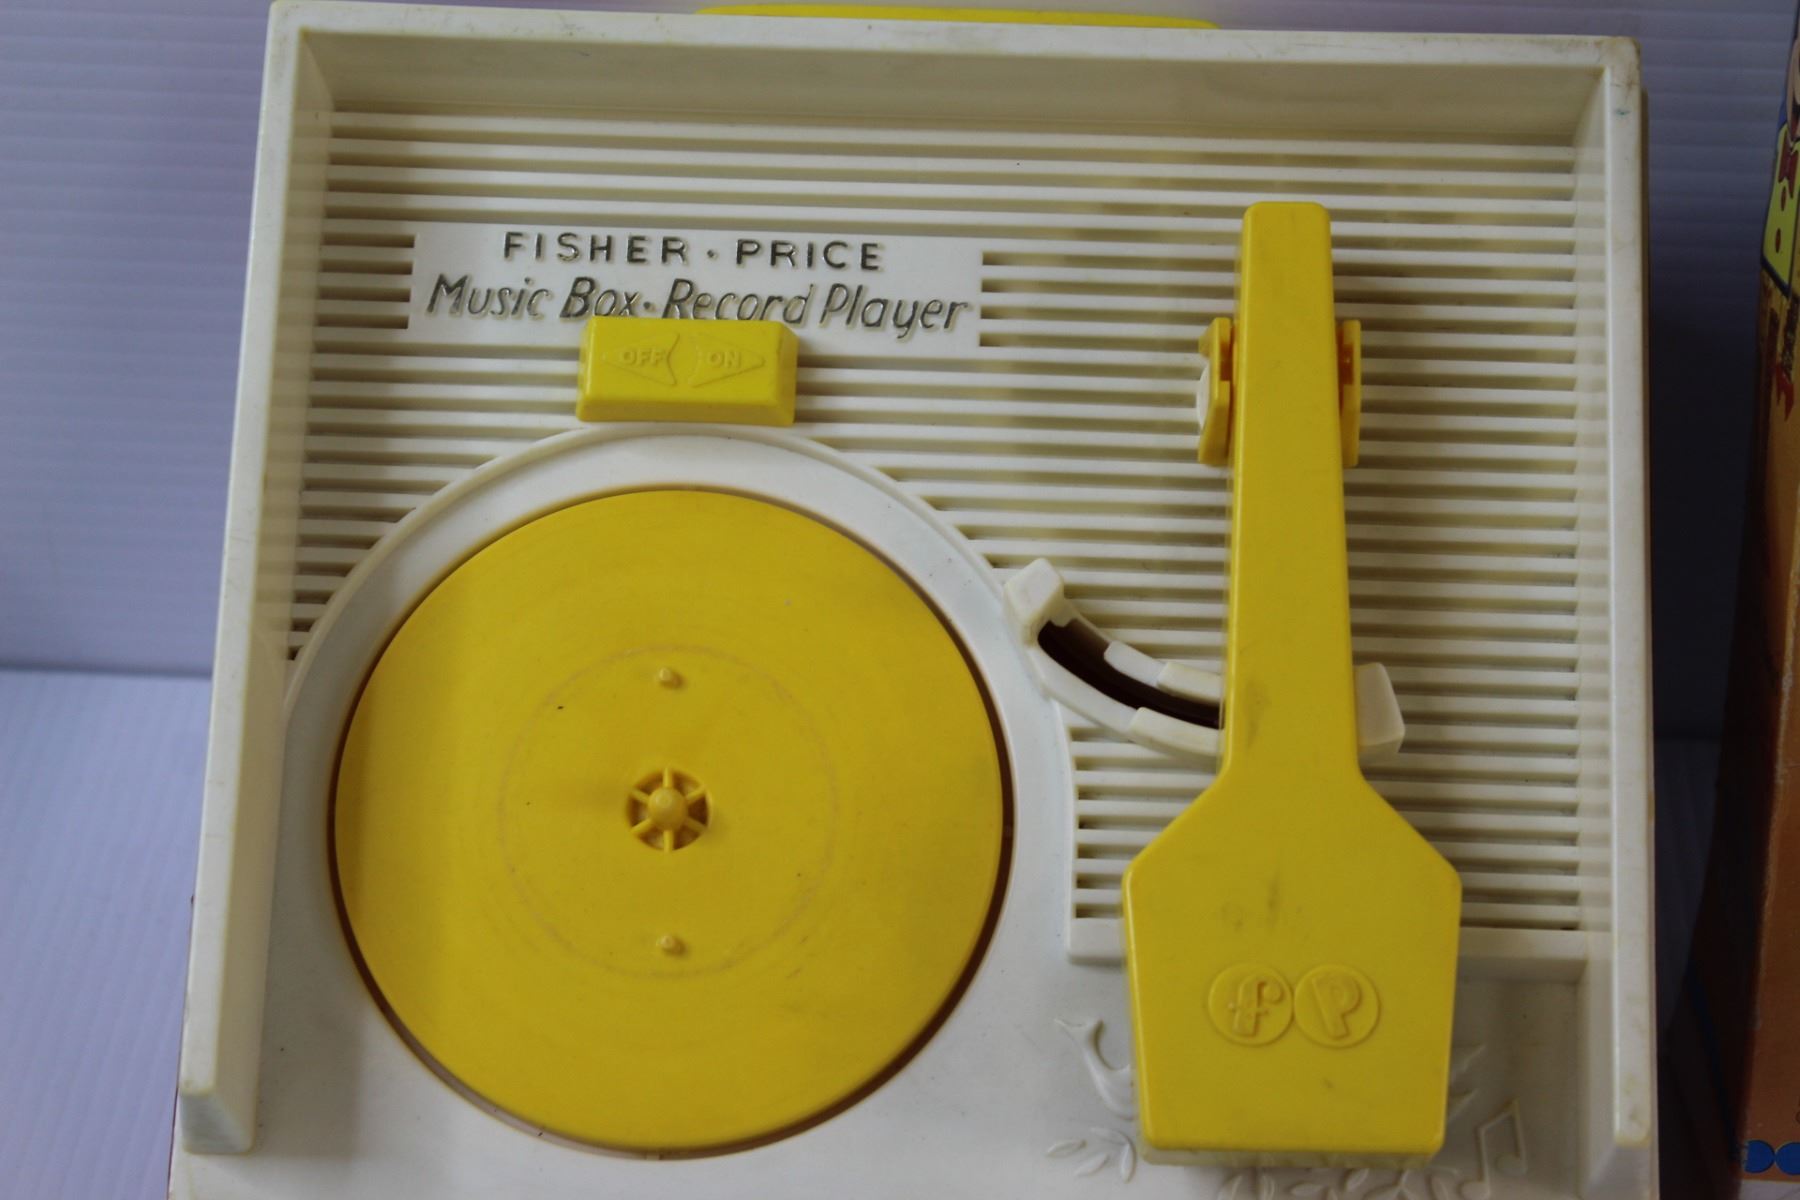 FISHER · PRICE
Music Box · Record Player
OFF ON
fP